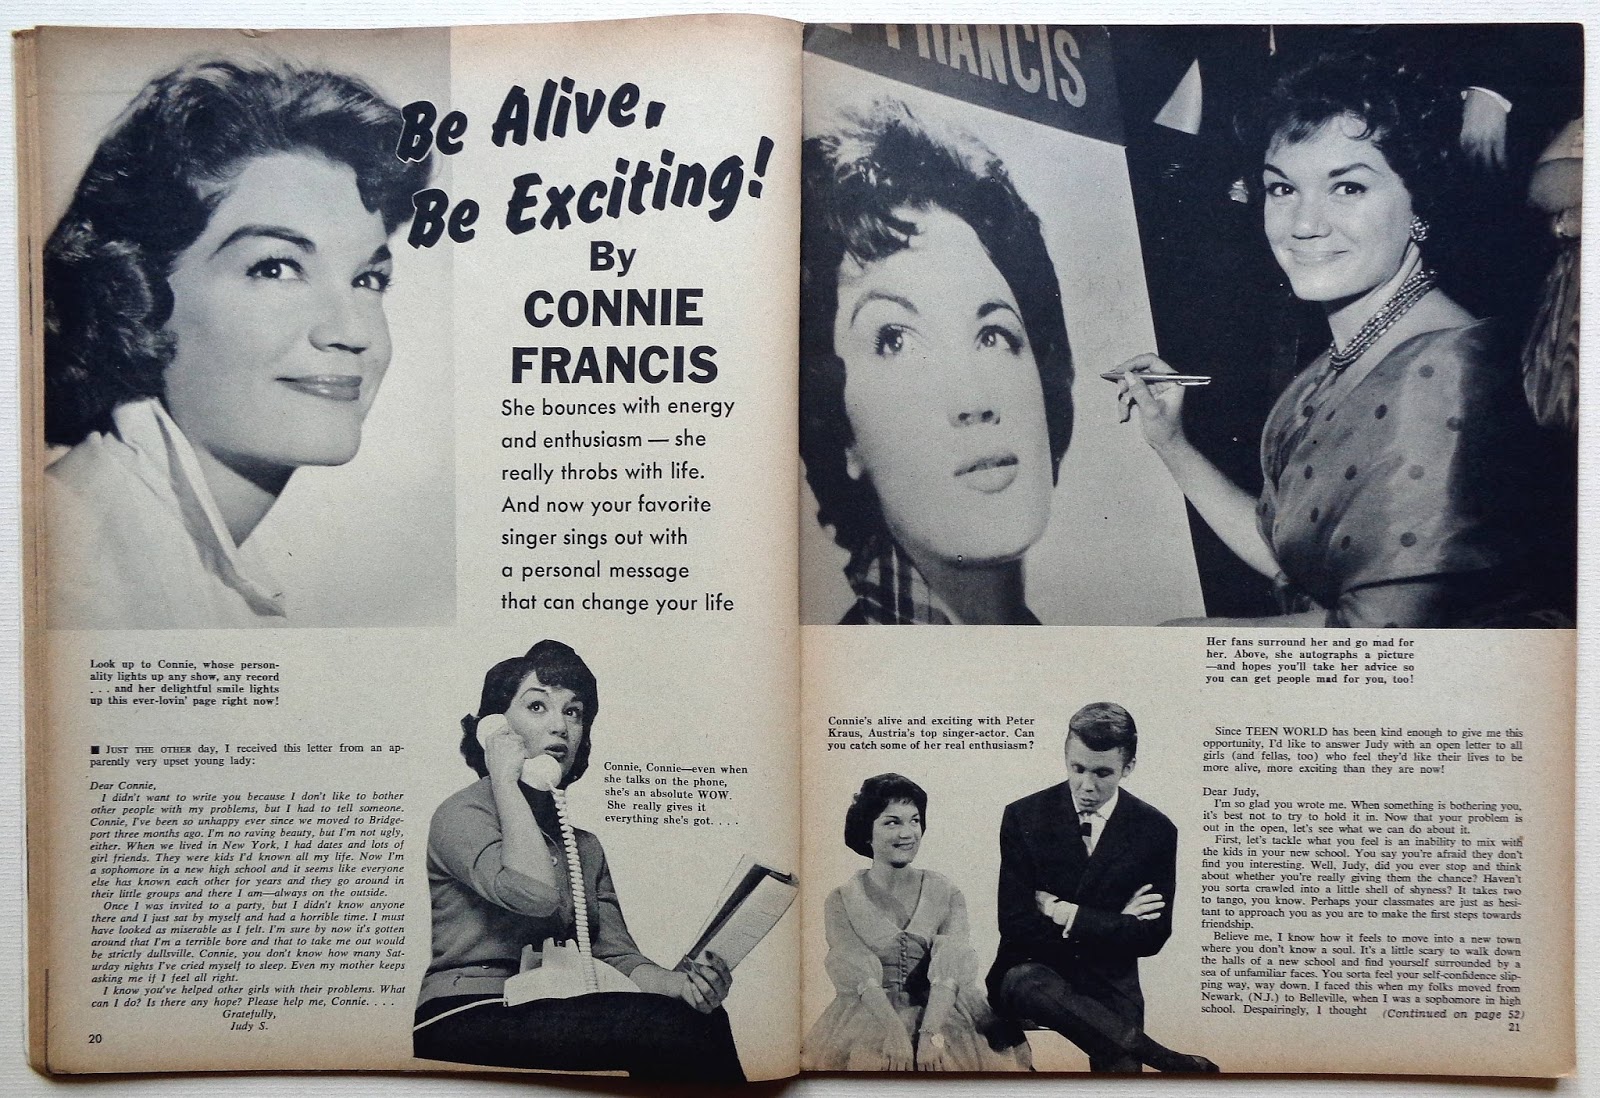 Be Alive,
Be Exciting!
By
CONNIE
FRANCIS
She bounces with energy
and enthusiasm — she
really throbs with life.
And now your favorite
singer sings out with
a personal message
that can change your life
Look up to Connie, whose person-
ality lights up any show, any record
. . . and her delightful smile lights
up this ever-lovin' page right now!
■ JUST THE OTHER day, I received this letter from an ap-
parently very upset young lady:
Dear Connie,
I didn't want to write you because I don't like to bother
other people with my problems, but I had to tell someone.
Connie, I've been so unhappy ever since we moved to Bridge-
port three months ago. I'm no raving beauty, but I'm not ugly,
either. When we lived in New York, I had dates and lots of
girl friends. They were kids I'd known all my life. Now I'm
a sophomore in a new high school and it seems like everyone
else has known each other for years and they go around in
their little groups and there I am—always on the outside.
Once I was invited to a party, but I didn't know anyone
there and I just sat by myself and had a horrible time. I must
have looked as miserable as I felt. I'm sure by now it's gotten
around that I'm a terrible bore and that to take me out would
be strictly dullsville. Connie, you don't know how many Sat-
urday nights I've cried myself to sleep. Even my mother keeps
asking me if I feel all right.
I know you've helped other girls with their problems. What
can I do? Is there any hope? Please help me, Connie. . . .
Gratefully,
Judy S.
20
Connie, Connie—even when
she talks on the phone,
she's an absolute WOW.
She really gives it
everything she's got. . . .
FRANCIS
Her fans surround her and go mad for
her. Above, she autographs a picture
—and hopes you'll take her advice so
you can get people mad for you, too!
Connie's alive and exciting with Peter
Kraus, Austria's top singer-actor. Can
you catch some of her real enthusiasm?
Since TEEN WORLD has been kind enough to give me this
opportunity, I'd like to answer Judy with an open letter to all
girls (and fellas, too) who feel they'd like their lives to be
more alive, more exciting than they are now!
Dear Judy,
I'm so glad you wrote me. When something is bothering you,
it's best not to try to hold it in. Now that your problem is
out in the open, let's see what we can do about it.
First, let's tackle what you feel is an inability to mix with
the kids in your new school. You say you're afraid they don't
find you interesting. Well, Judy, did you ever stop and think
about whether you're really giving them the chance? Haven't
you sorta crawled into a little shell of shyness? It takes two
to tango, you know. Perhaps your classmates are just as hesi-
tant to approach you as you are to make the first steps towards
friendship.
Believe me, I know how it feels to move into a new town
where you don't know a soul. It's a little scary to walk down
the halls of a new school and find yourself surrounded by a
sea of unfamiliar faces. You sorta feel your self-confidence slip-
ping way, way down. I faced this when my folks moved from
Newark, (N.J.) to Belleville, when I was a sophomore in high
school. Despairingly, I thought (Continued on page 52)
21